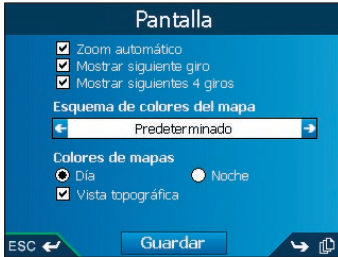 Pantalla
Zoom automático
Mostrar siguiente giro
Mostrar siguientes 4 giros
Esquema de colores del mapa
Predeterminado
Colores de mapas
Día Noche
Vista topográfica
ESC Guardar